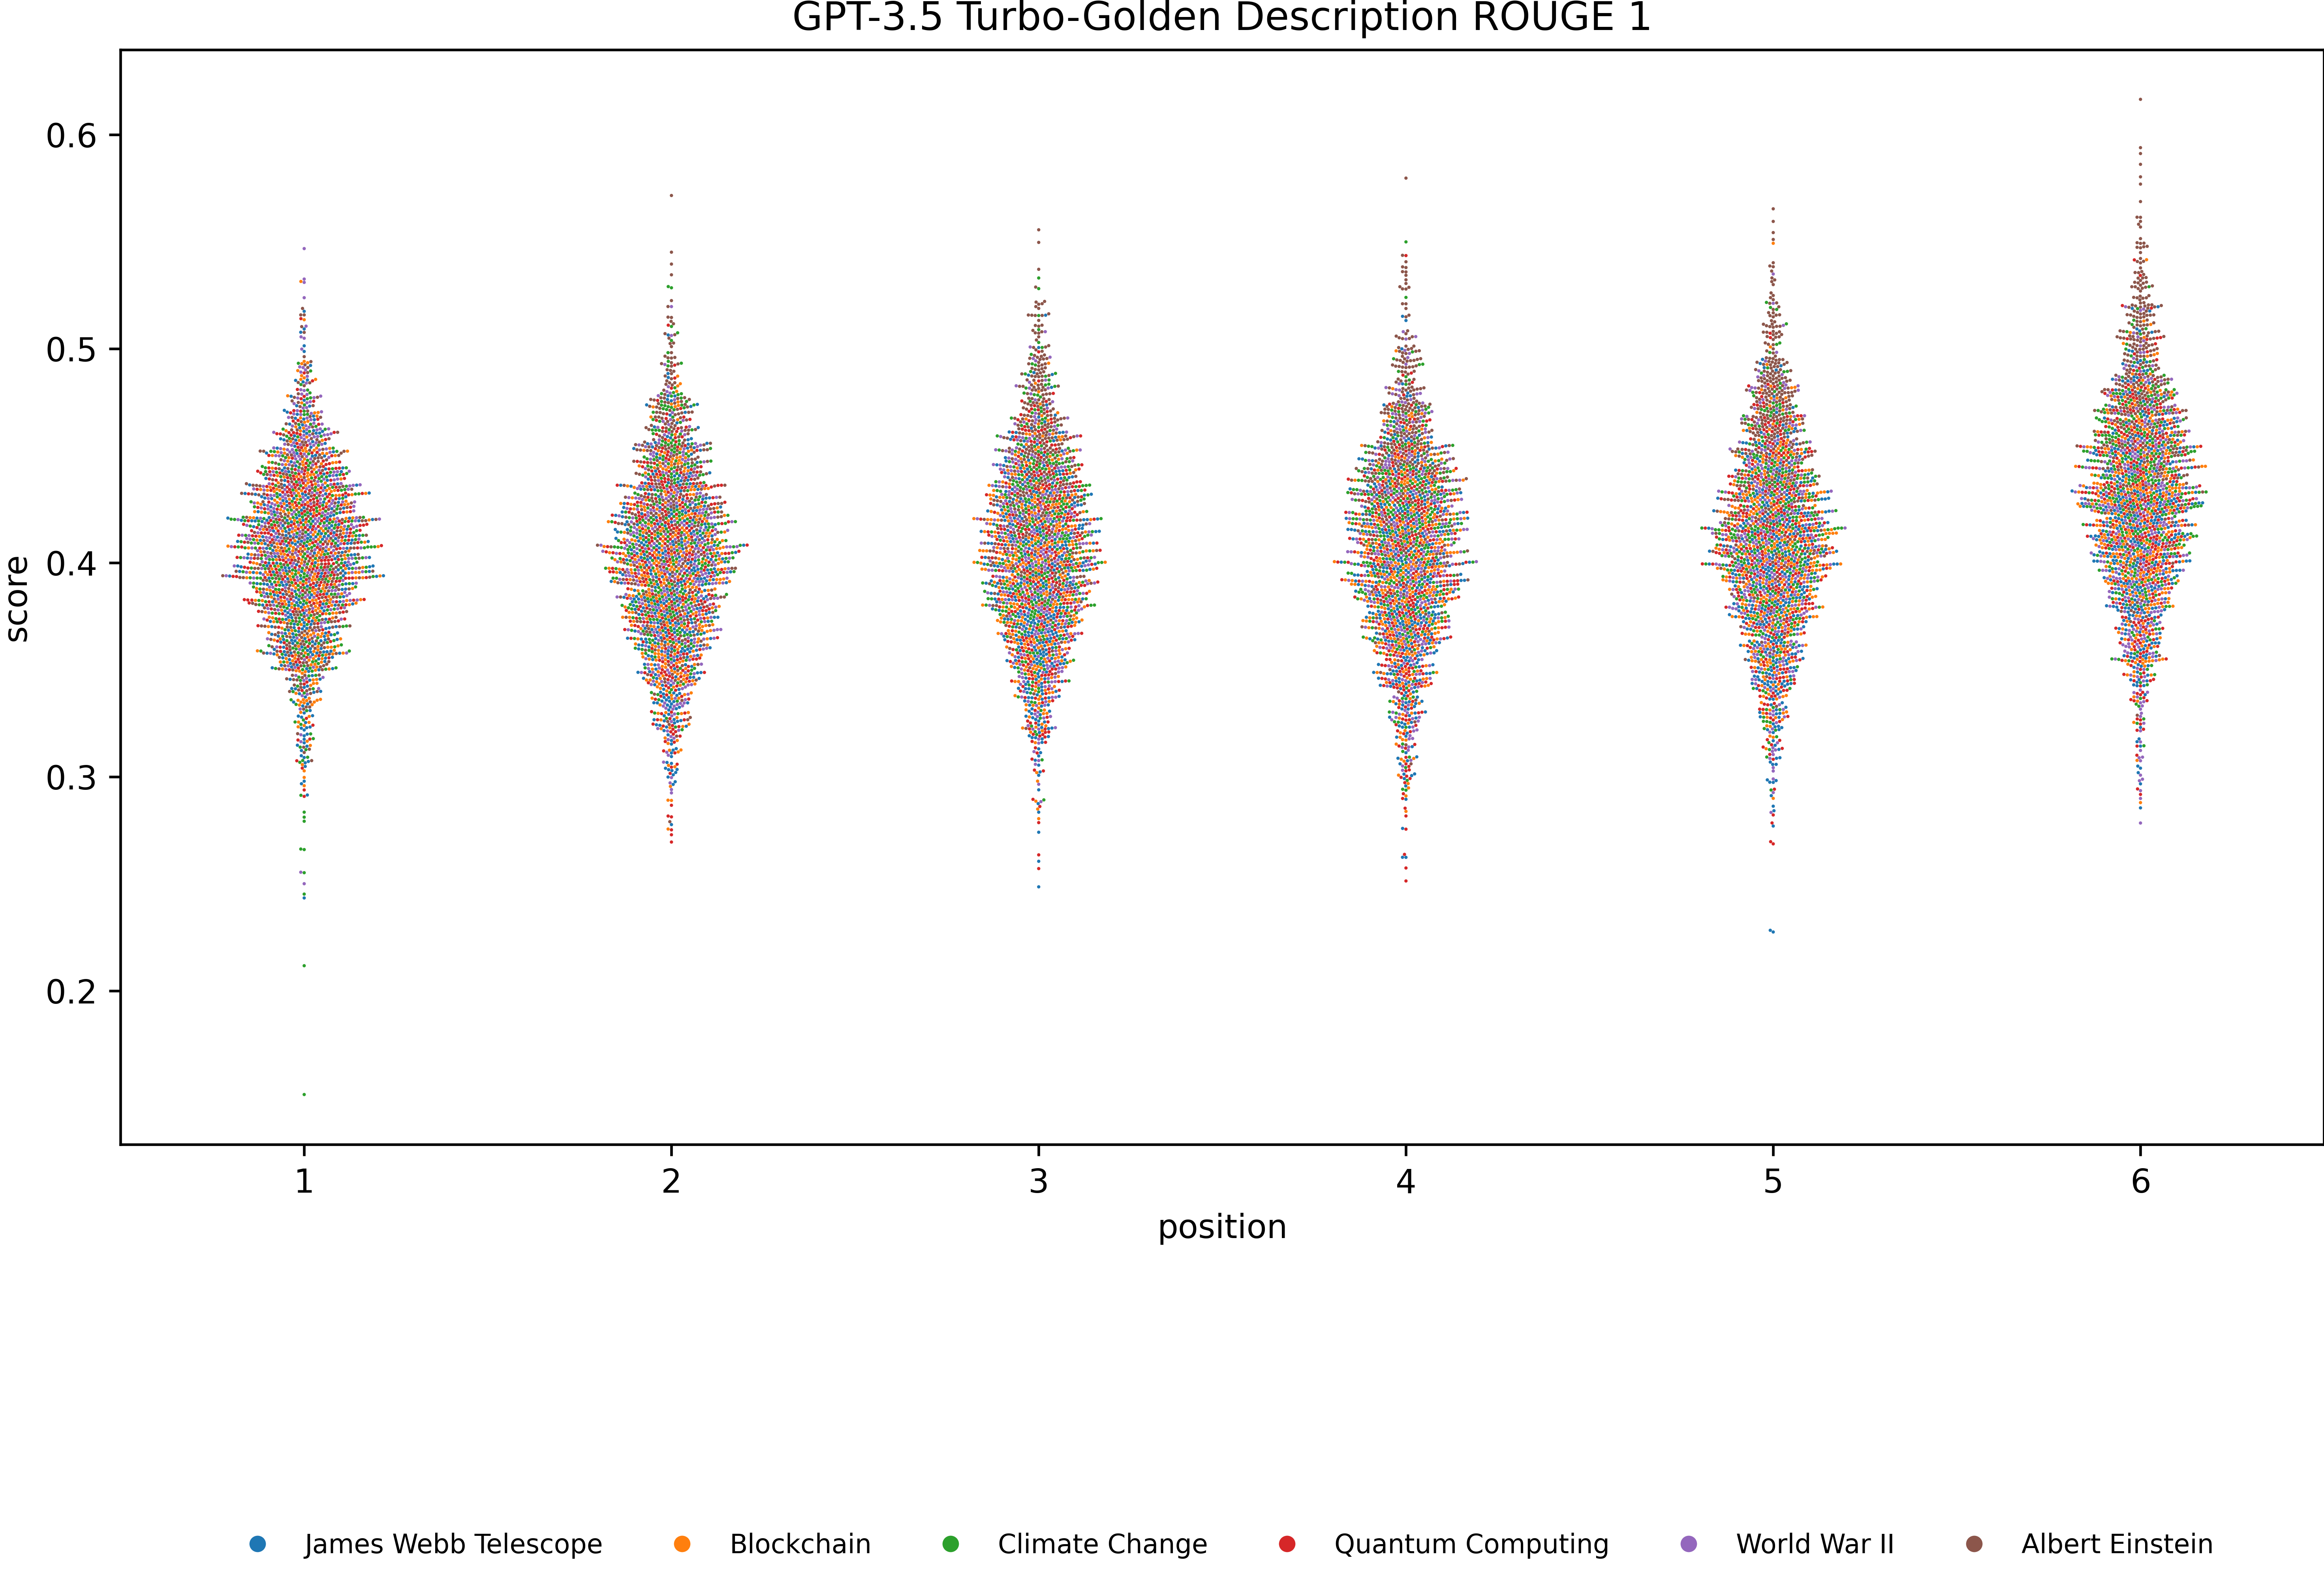 GPT-3.5 Turbo-Golden Description ROUGE 1
score
0.6
0.5
0.4
0.3
0.2
1 2 3 4 5 6
position
James Webb Telescope Blockchain Climate Change Quantum Computing World War II Albert Einstein